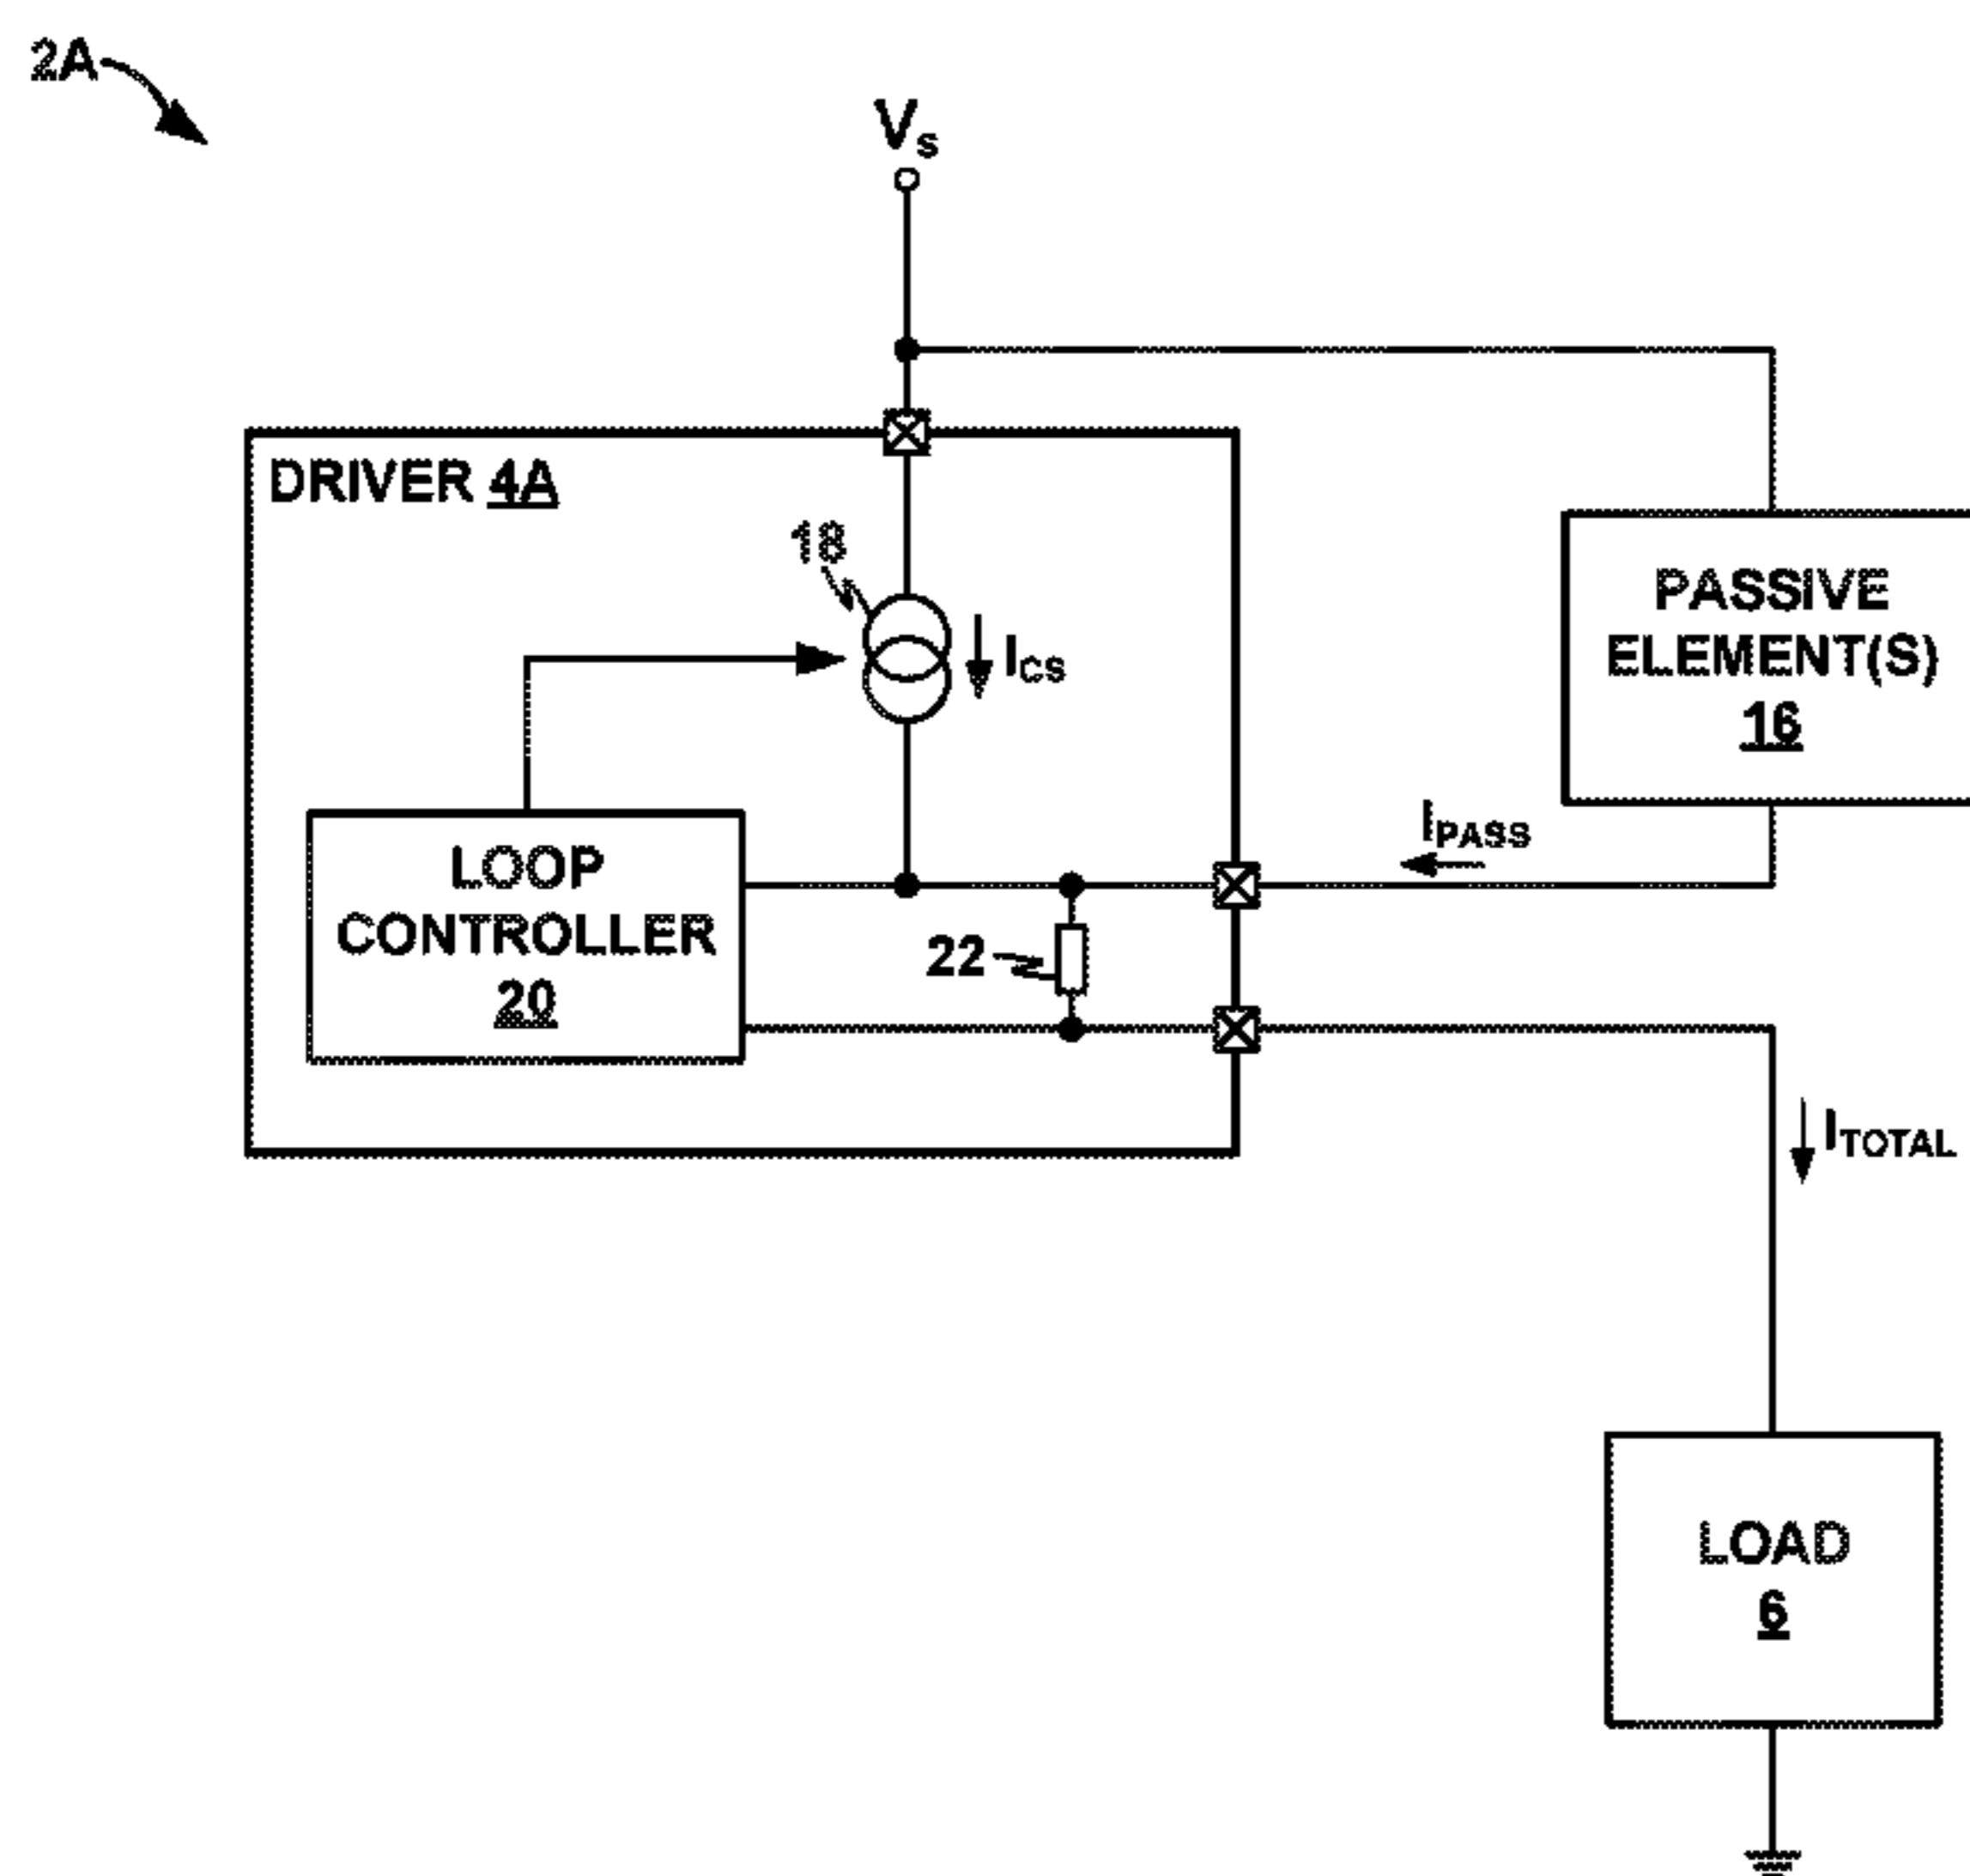 2A
Vs
DRIVER 4A
18
ICS
PASSIVE
ELEMENT(S)
16
IPASS
LOOP
CONTROLLER
20
22
ITOTAL
LOAD
6